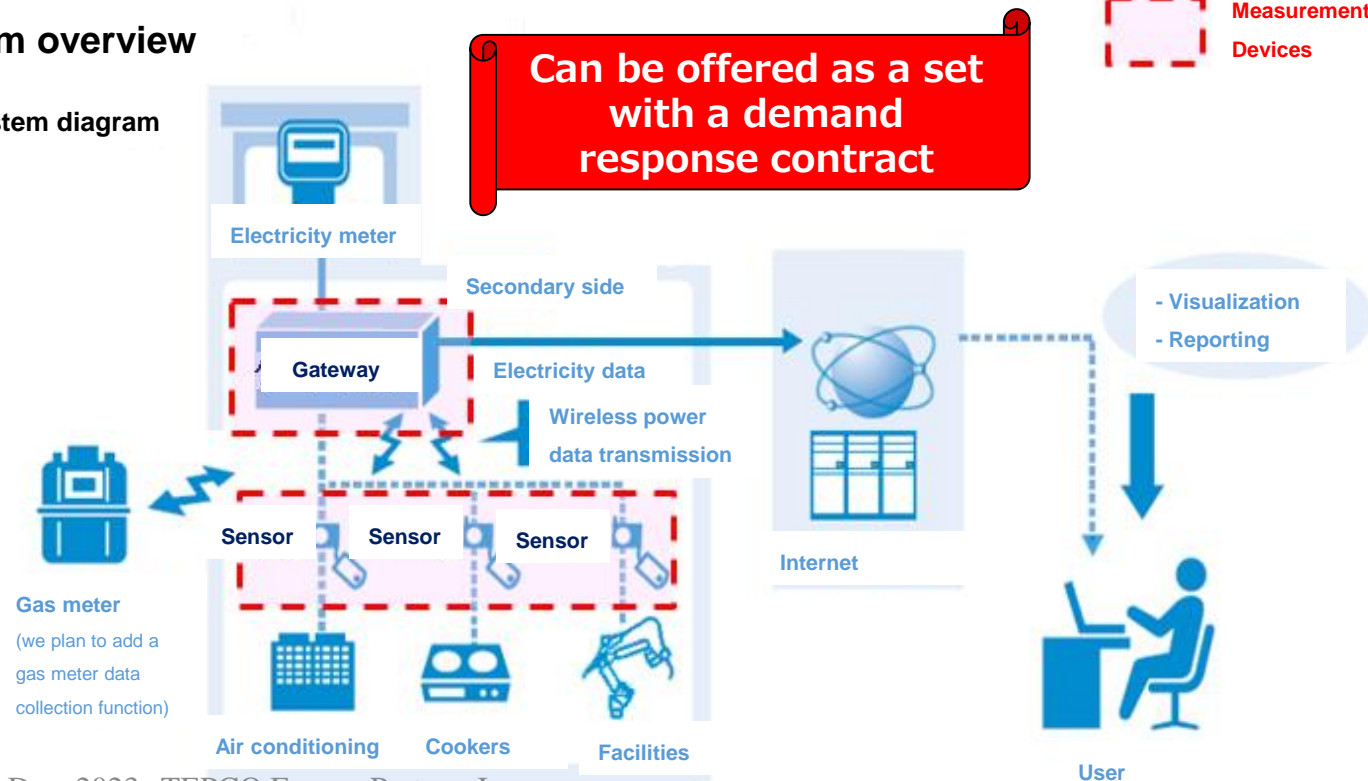 m overview
stem diagram
Can be offered as a set
with a demand
response contract
Measurement
Devices
Electricity meter
Secondary side
Gateway
Electricity data
Wireless power
data transmission
- Visualization
- Reporting
Sensor
Sensor
Sensor
Internet
Gas meter
(we plan to add a
gas meter data
collection function)
Air conditioning
Cookers
Facilities
User
2023